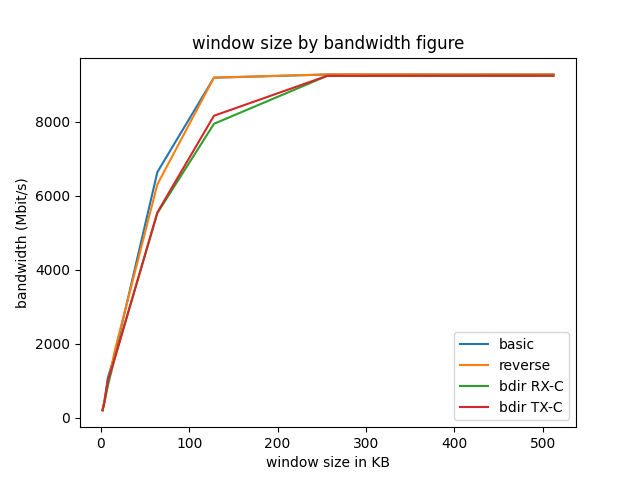 window size by bandwidth figure
bandwidth (Mbit/s)
8000
6000
4000
2000
0
0 100 200 300 400 500
window size in KB
basic
reverse
bdir RX-C
bdir TX-C